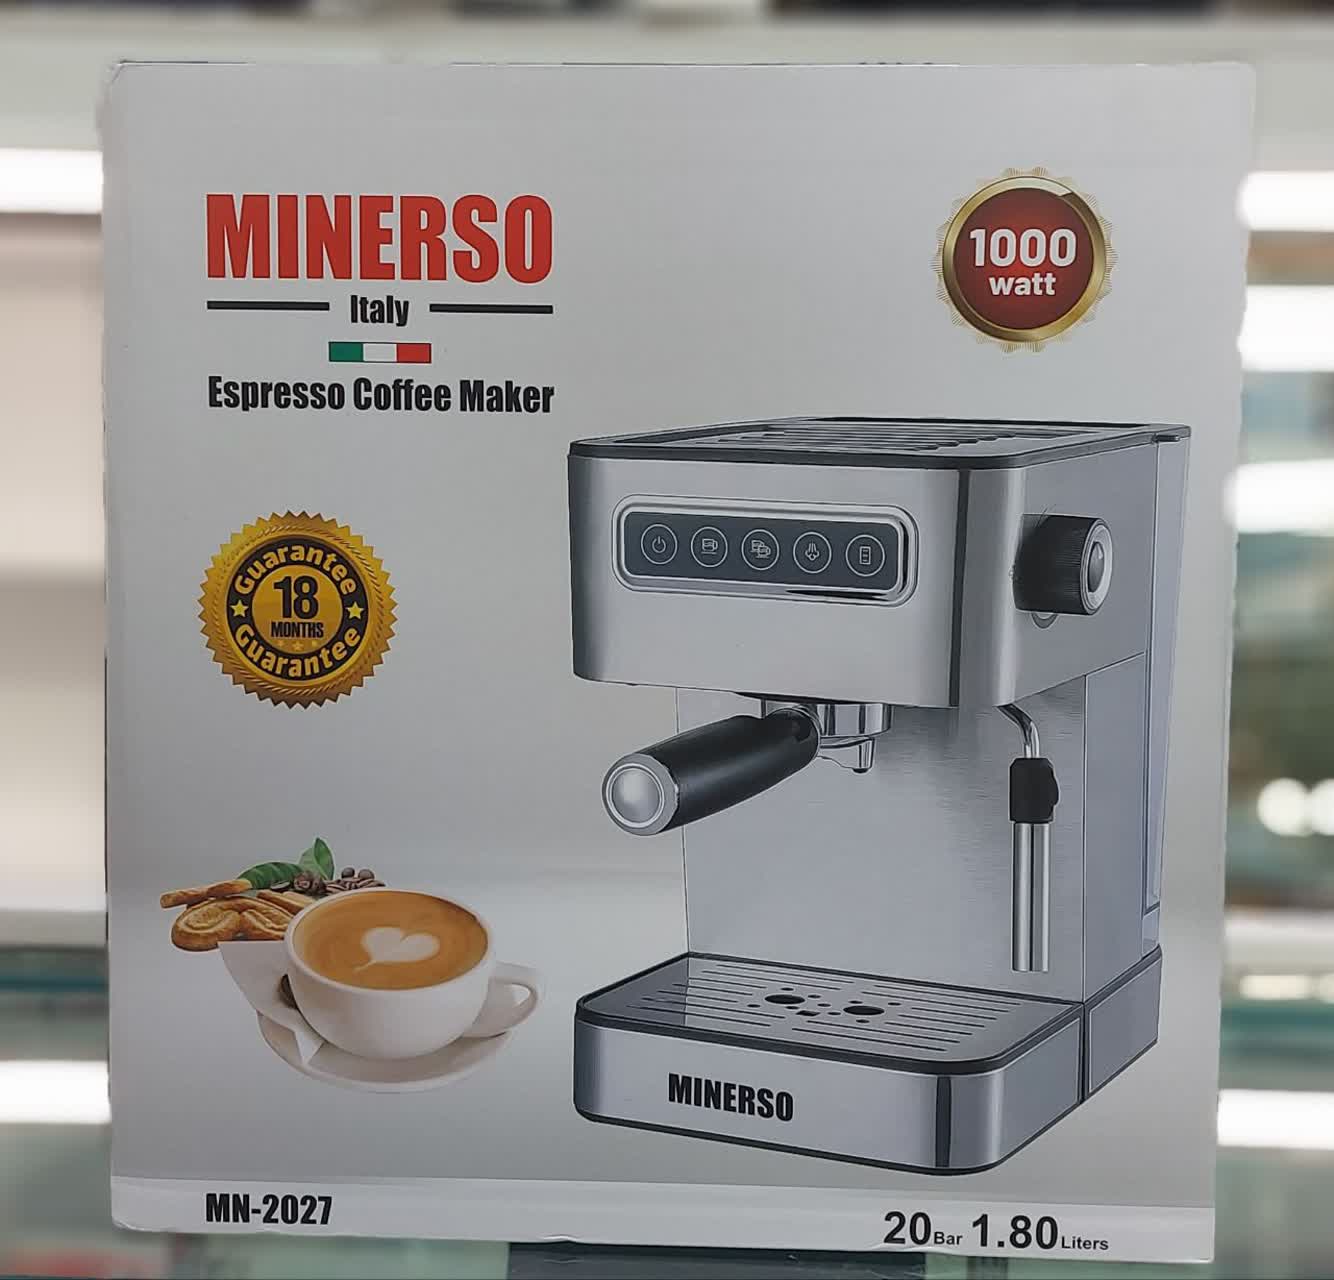 MINERSO
Italy
Espresso Coffee Maker
1000
watt
Guarantee
18
MONTHS
Guarantee
MINERSO
MN-2027
20Bar 1.80Liters